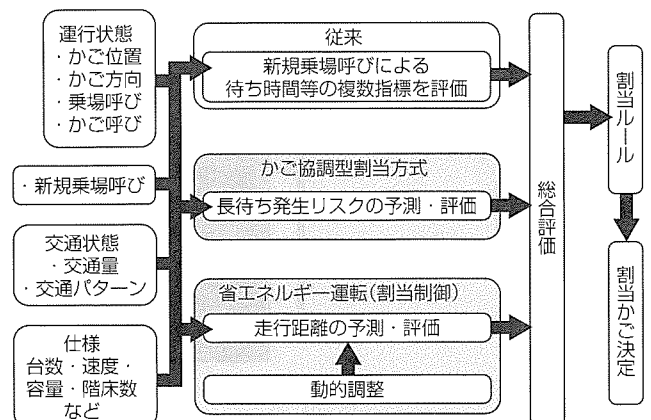 運行状態
・かご位置
・かご方向
・乗場呼び
・かご呼び
・新規乗場呼び
交通状態
・交通量
・交通パターン
仕様
台数・速度・
容量・階床数
など
従来
新規乗場呼びによる
待ち時間等の複数指標を評価
かご協調型割当方式
長待ち発生リスクの予測・評価
省エネルギー運転(割当制御)
走行距離の予測・評価
動的調整
総合評価
割当ルール
割当かご決定